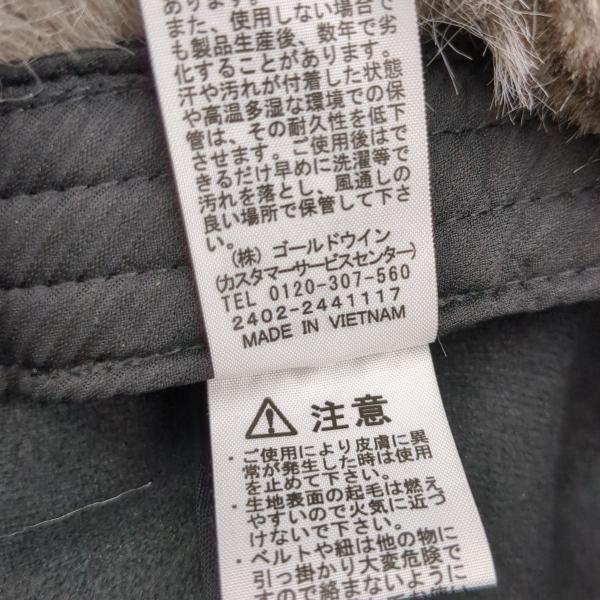 あります。
また、使用しない場合で
も製品生産後、数年で劣
化することがあります。
汗や汚れが付着した状態
や高温多湿な環境での保
管は、その耐久性を低下
させます。ご使用後はで
きるだけ早めに洗濯等で
汚れを落とし、風通しの
良い場所で保管して下さ
い。
(株) ゴールドウイン
(カスタマーサービスセンター)
TEL 0120-307-560
2402-2441117
MADE IN VIETNAM
注意
・ご使用により皮膚に異
常が発生した時は使用
を止めて下さい。
・生地表面の起毛は燃え
やすいので火気に近づ
けないで下さい。
・ベルトや紐は他の物に
引っ掛かり大変危険で
すので絡まないように